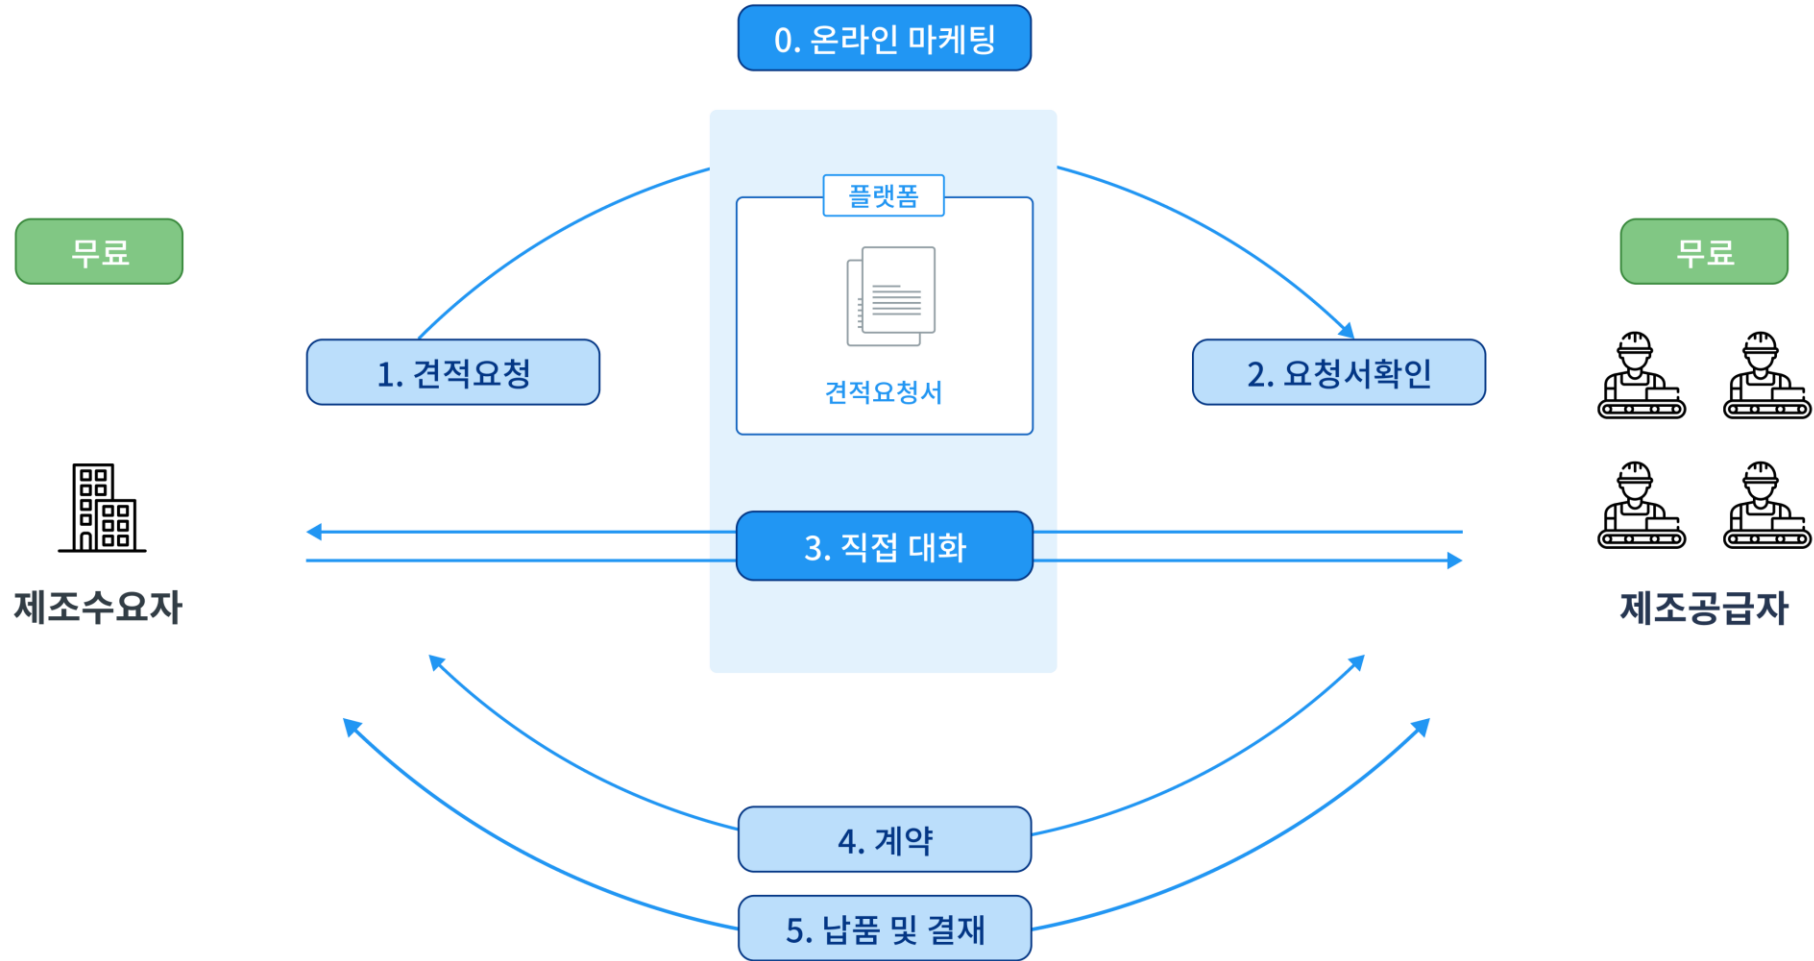 0. 온라인 마케팅
플랫폼
무료
무료
1. 견적요청
2. 요청서확인
견적요청서
3. 직접 대화
제조수요자
제조공급자
4. 계약
5. 납품 및 결재